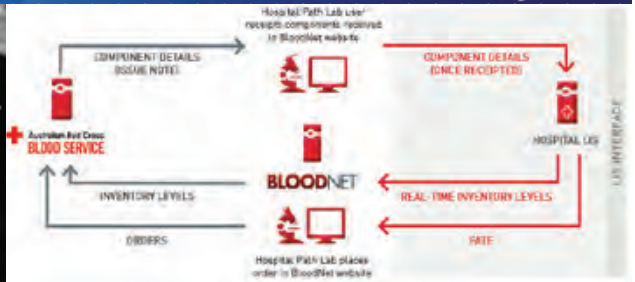 Hospital Path Lab user
receipts components received
in BloodNet website
COMPONENT DETAILS
(ISSUE NOTE)
COMPONENT DETAILS
(ONCE RECEIPTED)
Australian Red Cross
BLOOD SERVICE
HOSPITAL LIS
LIS INTERFACE
BLOODNET
INVENTORY LEVELS
REAL-TIME INVENTORY LEVELS
ORDERS
FATE
Hospital Path Lab places
order in BloodNet website